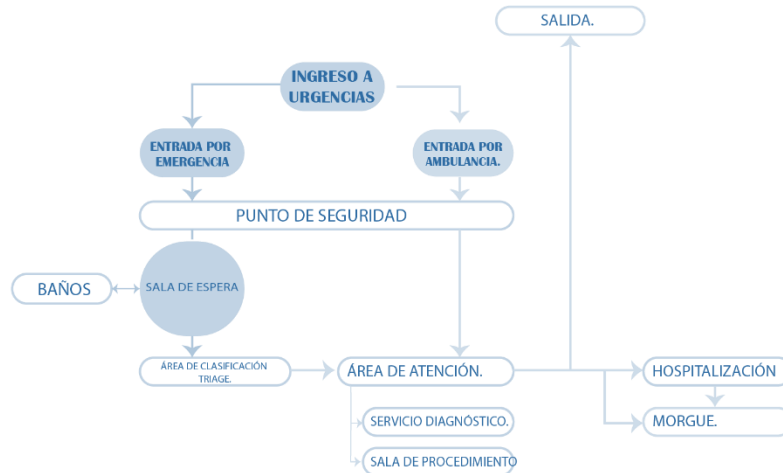 SALIDA.
INGRESO A
URGENCIAS
ENTRADA POR
EMERGENCIA
ENTRADA POR
AMBULANCIA.
PUNTO DE SEGURIDAD
BAÑOS
SALA DE ESPERA
ÁREA DE CLASIFICACIÓN
TRIAGE.
ÁREA DE ATENCIÓN.
HOSPITALIZACIÓN
SERVICIO DIAGNÓSTICO.
MORGUE.
SALA DE PROCEDIMIENTO